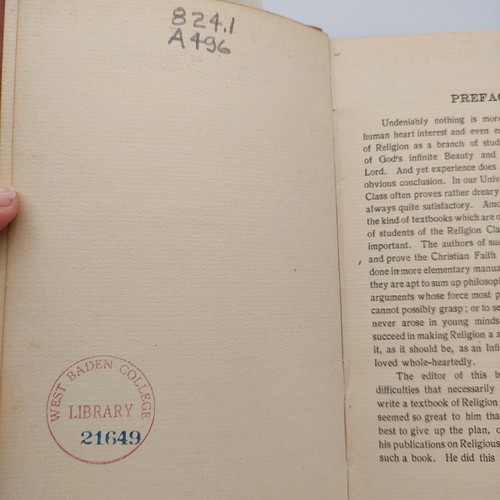 824.1
A496
WEST BADEN COLLEGE
LIBRARY
21649
PREFAC
Undeniably nothing is more
human heart interest and even en
of Religion as a branch of stud
of God's infinite Beauty and
Lord. And yet experience does
obvious conclusion. In our Unive
Class often proves rather dreary
always quite satisfactory. Amo
the kind of textbooks which are o
of students of the Religion Cla
important. The authors of suc
and prove the Christian Faith
done in more elementary manua
they are apt to sum up philosoph
arguments whose force most p
cannot possibly grasp; or to se
never arose in young minds
succeed in making Religion a s
it, as it should be, as an Infi
loved whole-heartedly.
The editor of this b
difficulties that necessarily
write a textbook of Religion
seemed so great to him tha
best to give up the plan, c
his publications on Religious
such a book. He did this